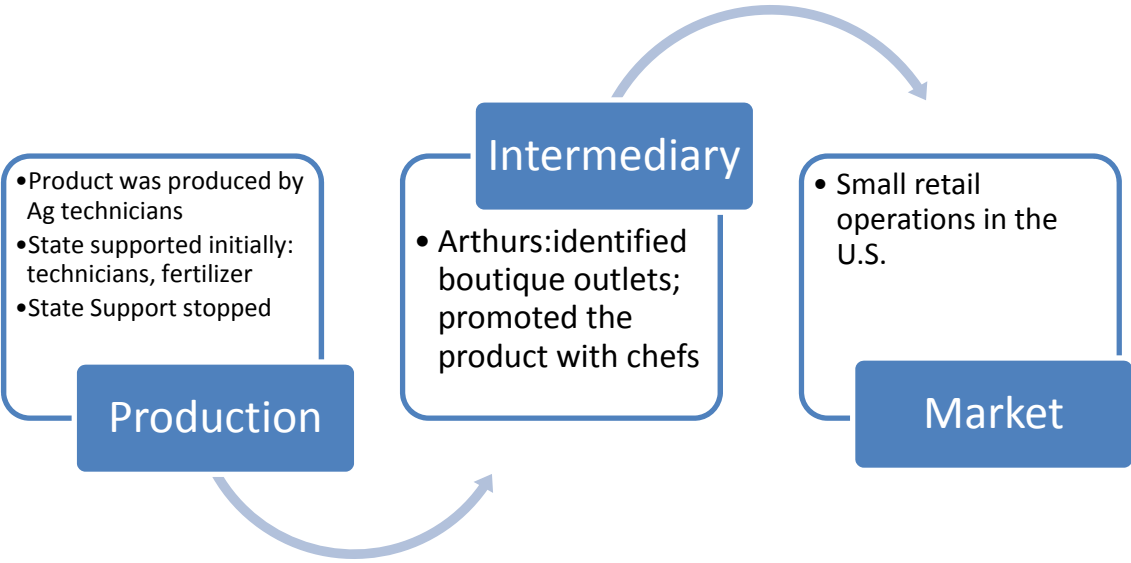 •Product was produced by
Ag technicians
•State supported initially:
technicians, fertilizer
•State Support stopped
Production
Intermediary
• Arthurs:identified
boutique outlets;
promoted the
product with chefs
• Small retail
operations in the
U.S.
Market